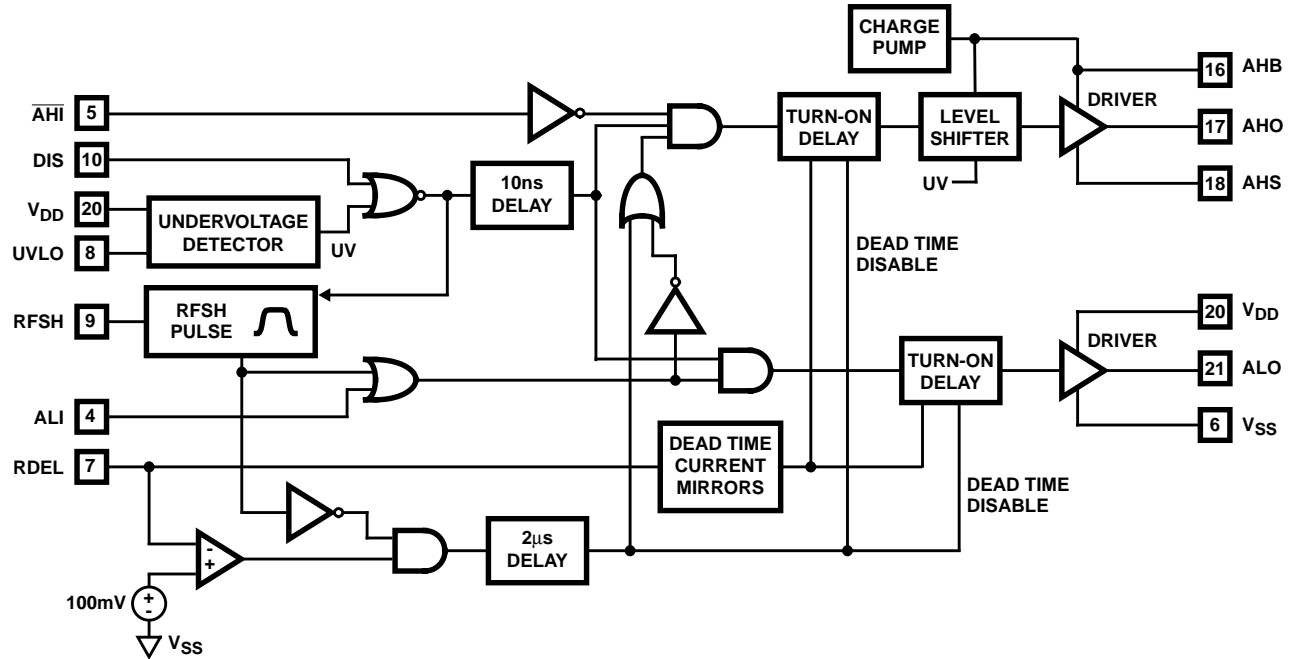 CHARGE
PUMP
16 AHB
AHI 5
TURN-ON
DELAY
LEVEL
SHIFTER
DRIVER
17 AHO
DIS 10
10ns
DELAY
UV
18 AHS
VDD 20
UNDERVOLTAGE
DETECTOR
UV
UVLO 8
DEAD TIME
DISABLE
RFSH 9
RFSH
PULSE
20 VDD
DRIVER
TURN-ON
DELAY
21 ALO
ALI 4
6 VSS
RDEL 7
DEAD TIME
CURRENT
MIRRORS
DEAD TIME
DISABLE
2μs
DELAY
-
+
100mV
+
-
VSS